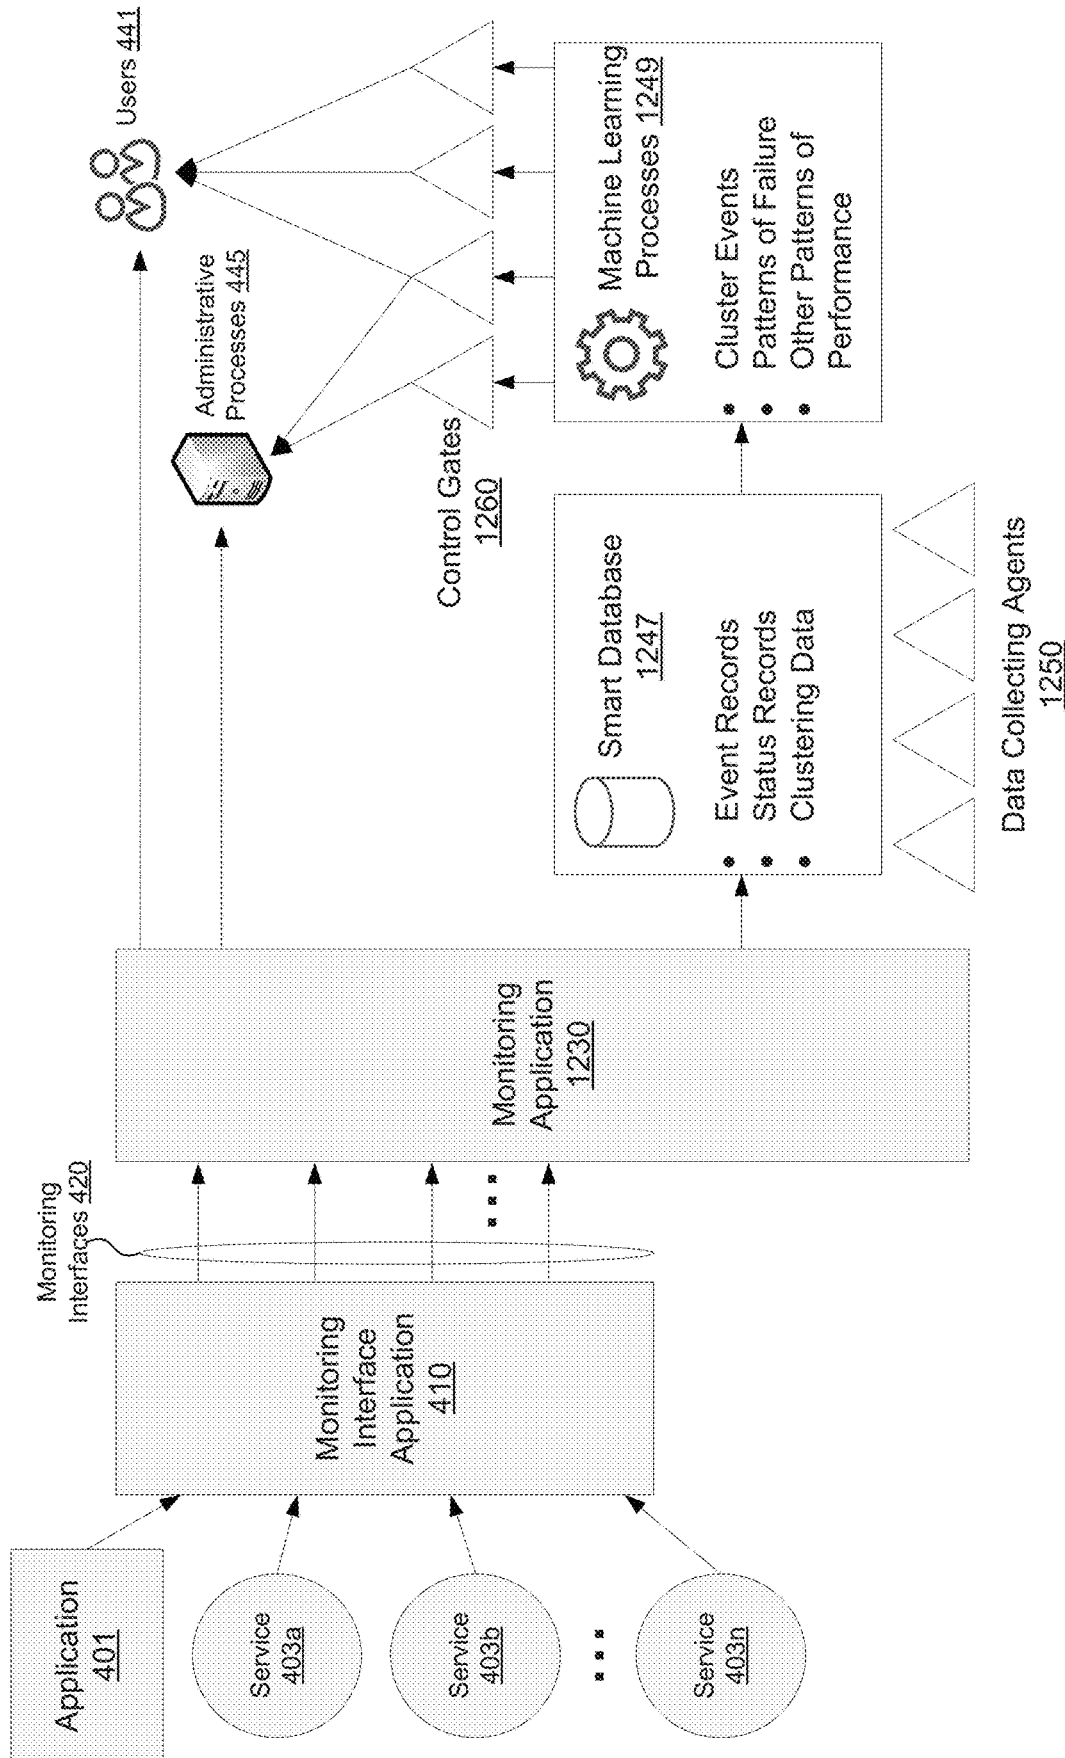 Application
401
Service
403a
Service
403b
Service
403n
Monitoring
Interface
Application
410
Monitoring
Interfaces 420
Monitoring
Application
1230
Users 441
Administrative
Processes 445
Control Gates
1260
Smart Database
1247
• Event Records
• Status Records
• Clustering Data
Data Collecting Agents
1250
Machine Learning
Processes 1249
• Cluster Events
• Patterns of Failure
• Other Patterns of
Performance